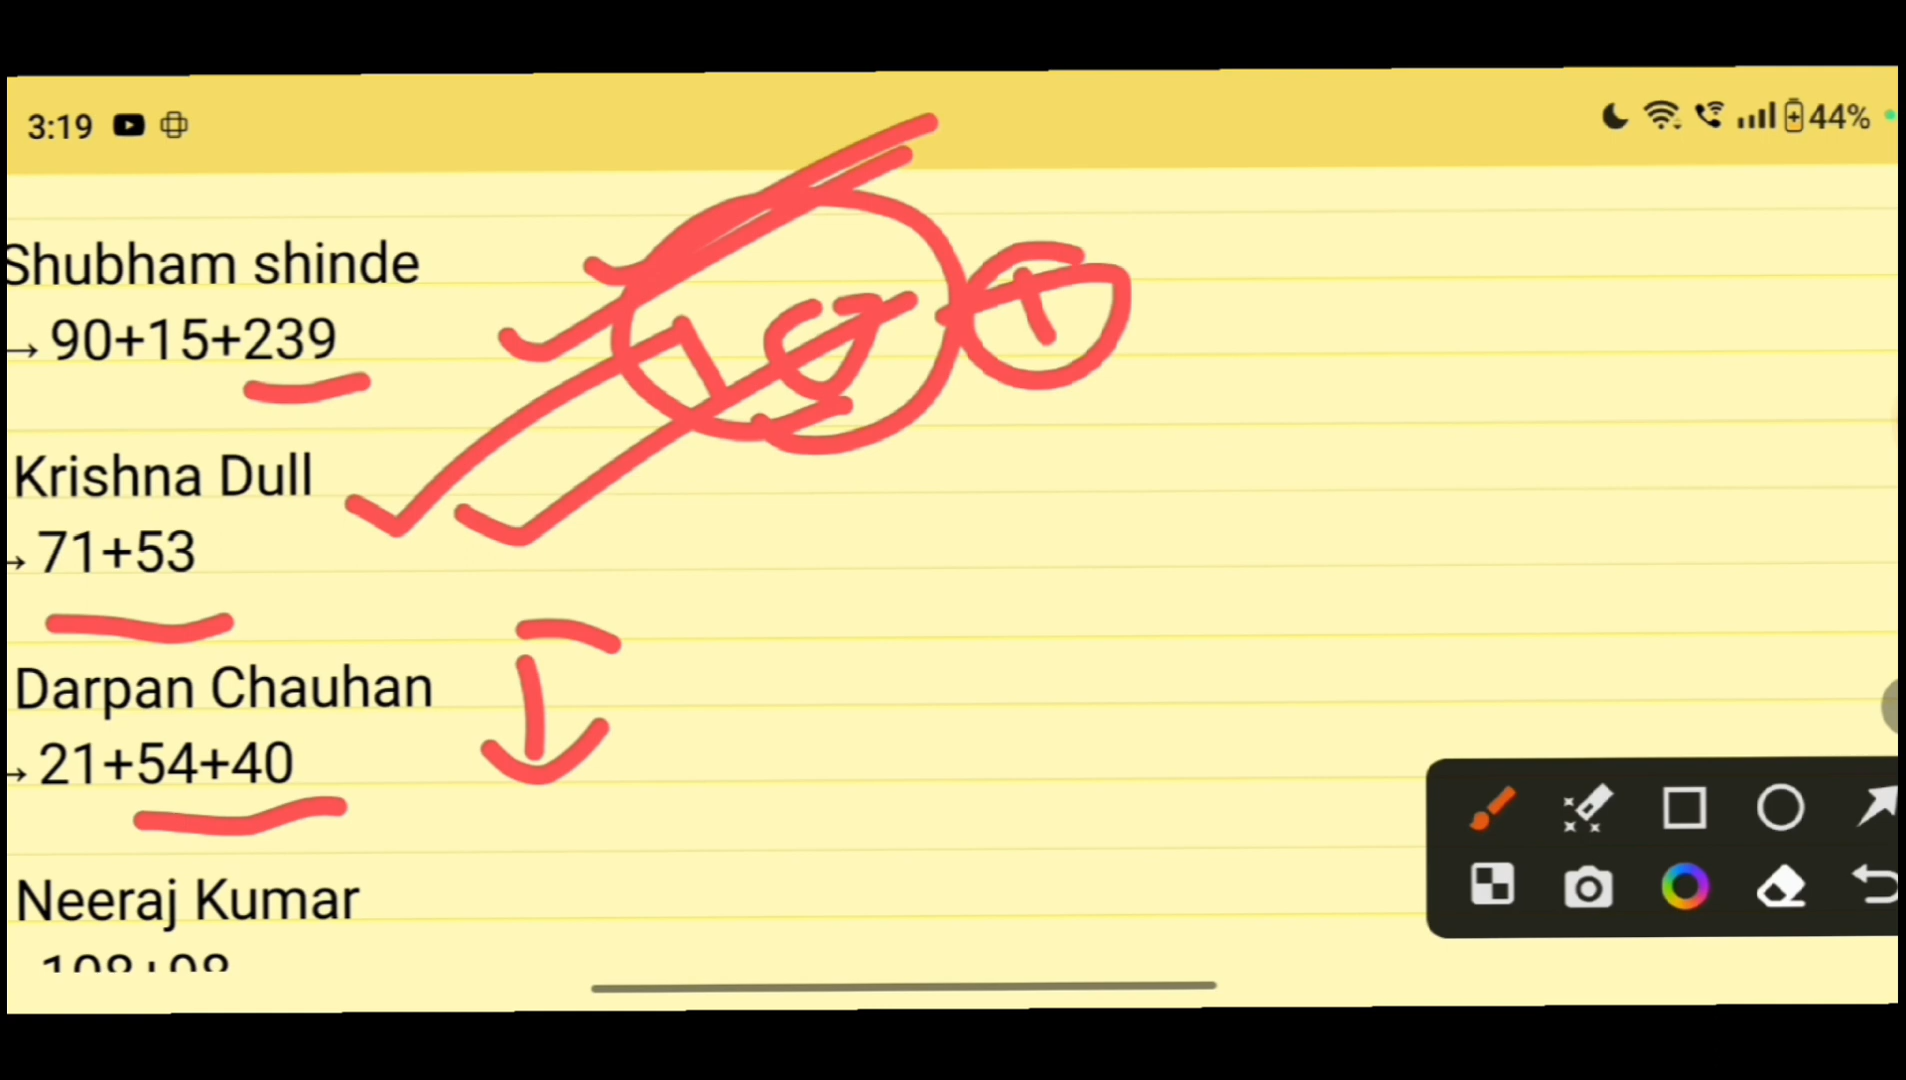 3:19
44%
Shubham shinde
→90+15+239
Krishna Dull
→71+53
Darpan Chauhan
→21+54+40
Neeraj Kumar